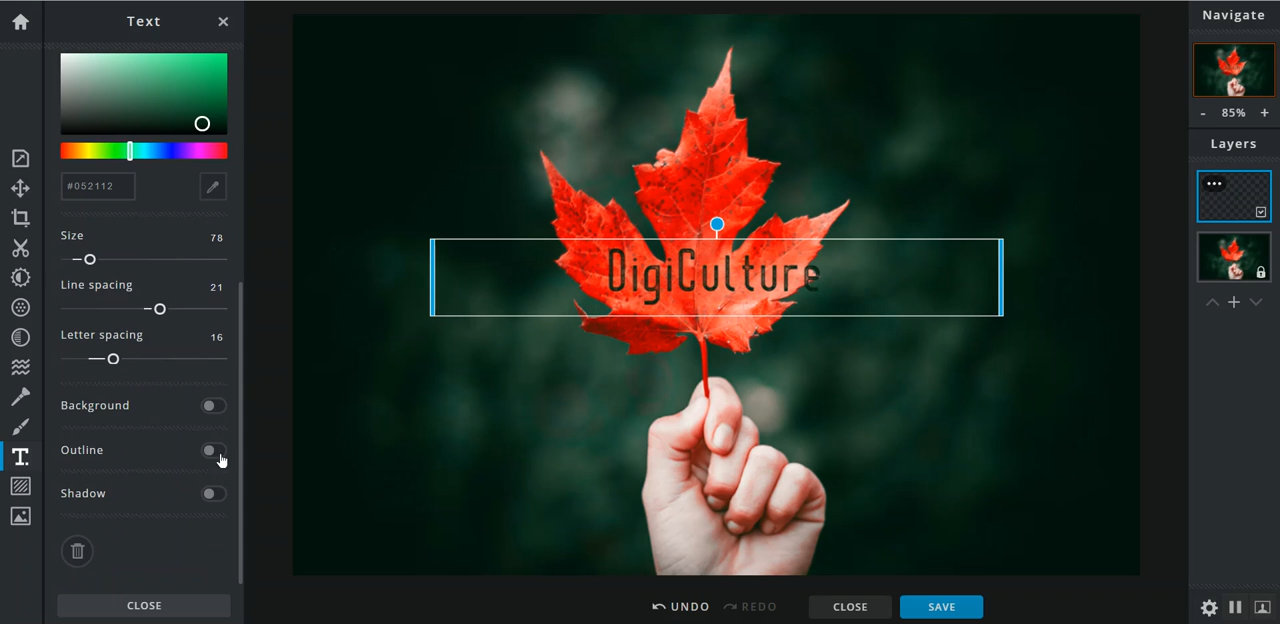 Text
#052112
Size
78
Line spacing
21
Letter spacing
16
Background
Outline
Shadow
CLOSE
DigiCulture
UNDO
REDO
CLOSE
SAVE
Navigate
- 85% +
Layers